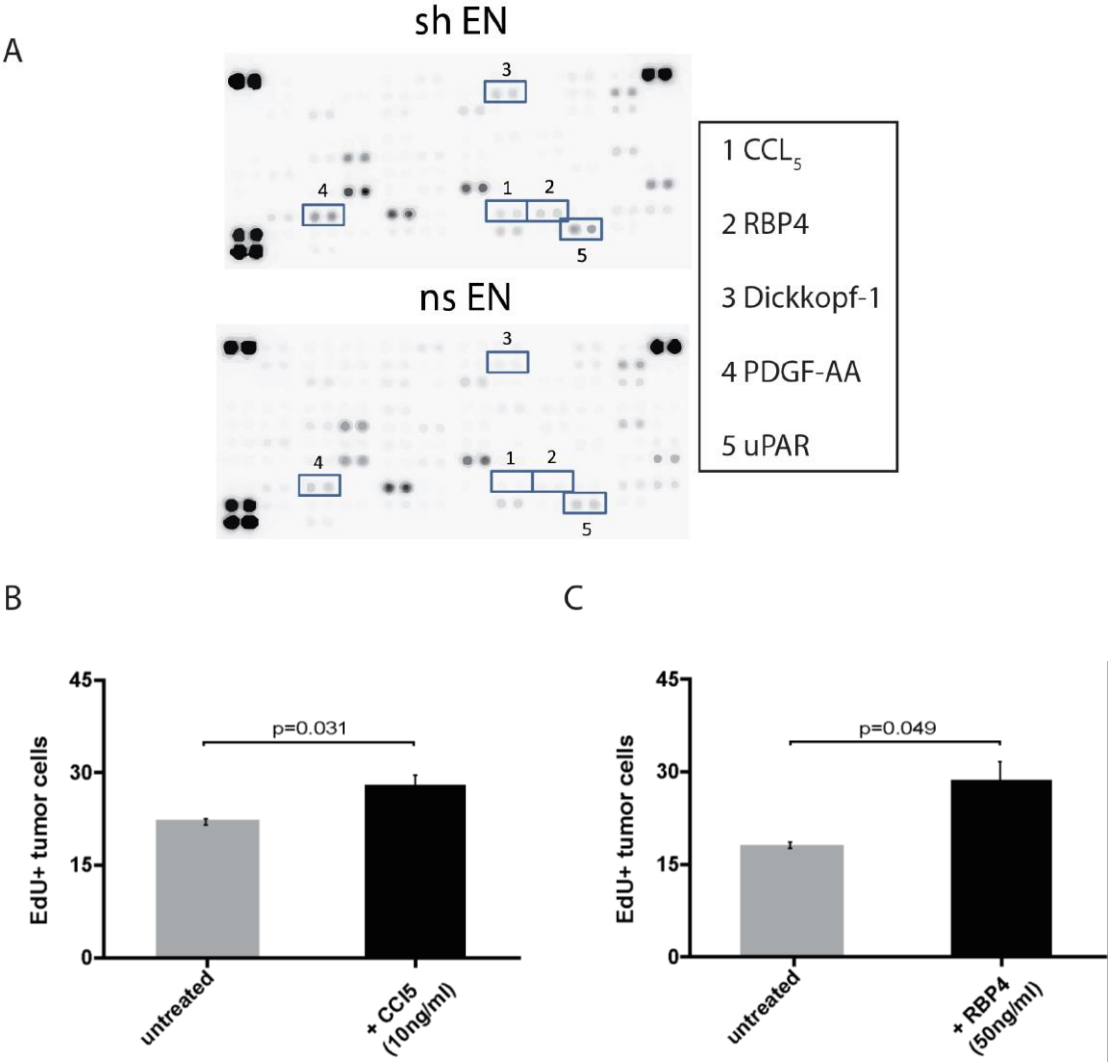 A
sh EN
3
4
1
2
5
ns EN
3
4
1
2
5
1 CCL5
2 RBP4
3 Dickkopf-1
4 PDGF-AA
5 uPAR
B
45
30
15
0
EdU+ tumor cells
p=0.031
untreated
+ CCl5
(10ng/ml)
C
45
30
15
0
EdU+ tumor cells
p=0.049
untreated
+ RBP4
(50ng/ml)